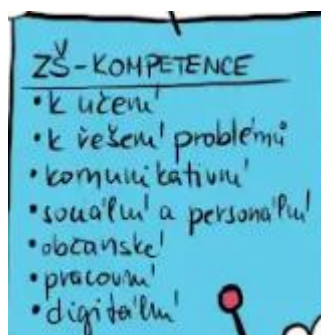 ZŠ-KOMPETENCE
• k učení
• k řešení problémů
• komunikativní
• sociální a personální
• občanské
• pracovní
• digitální